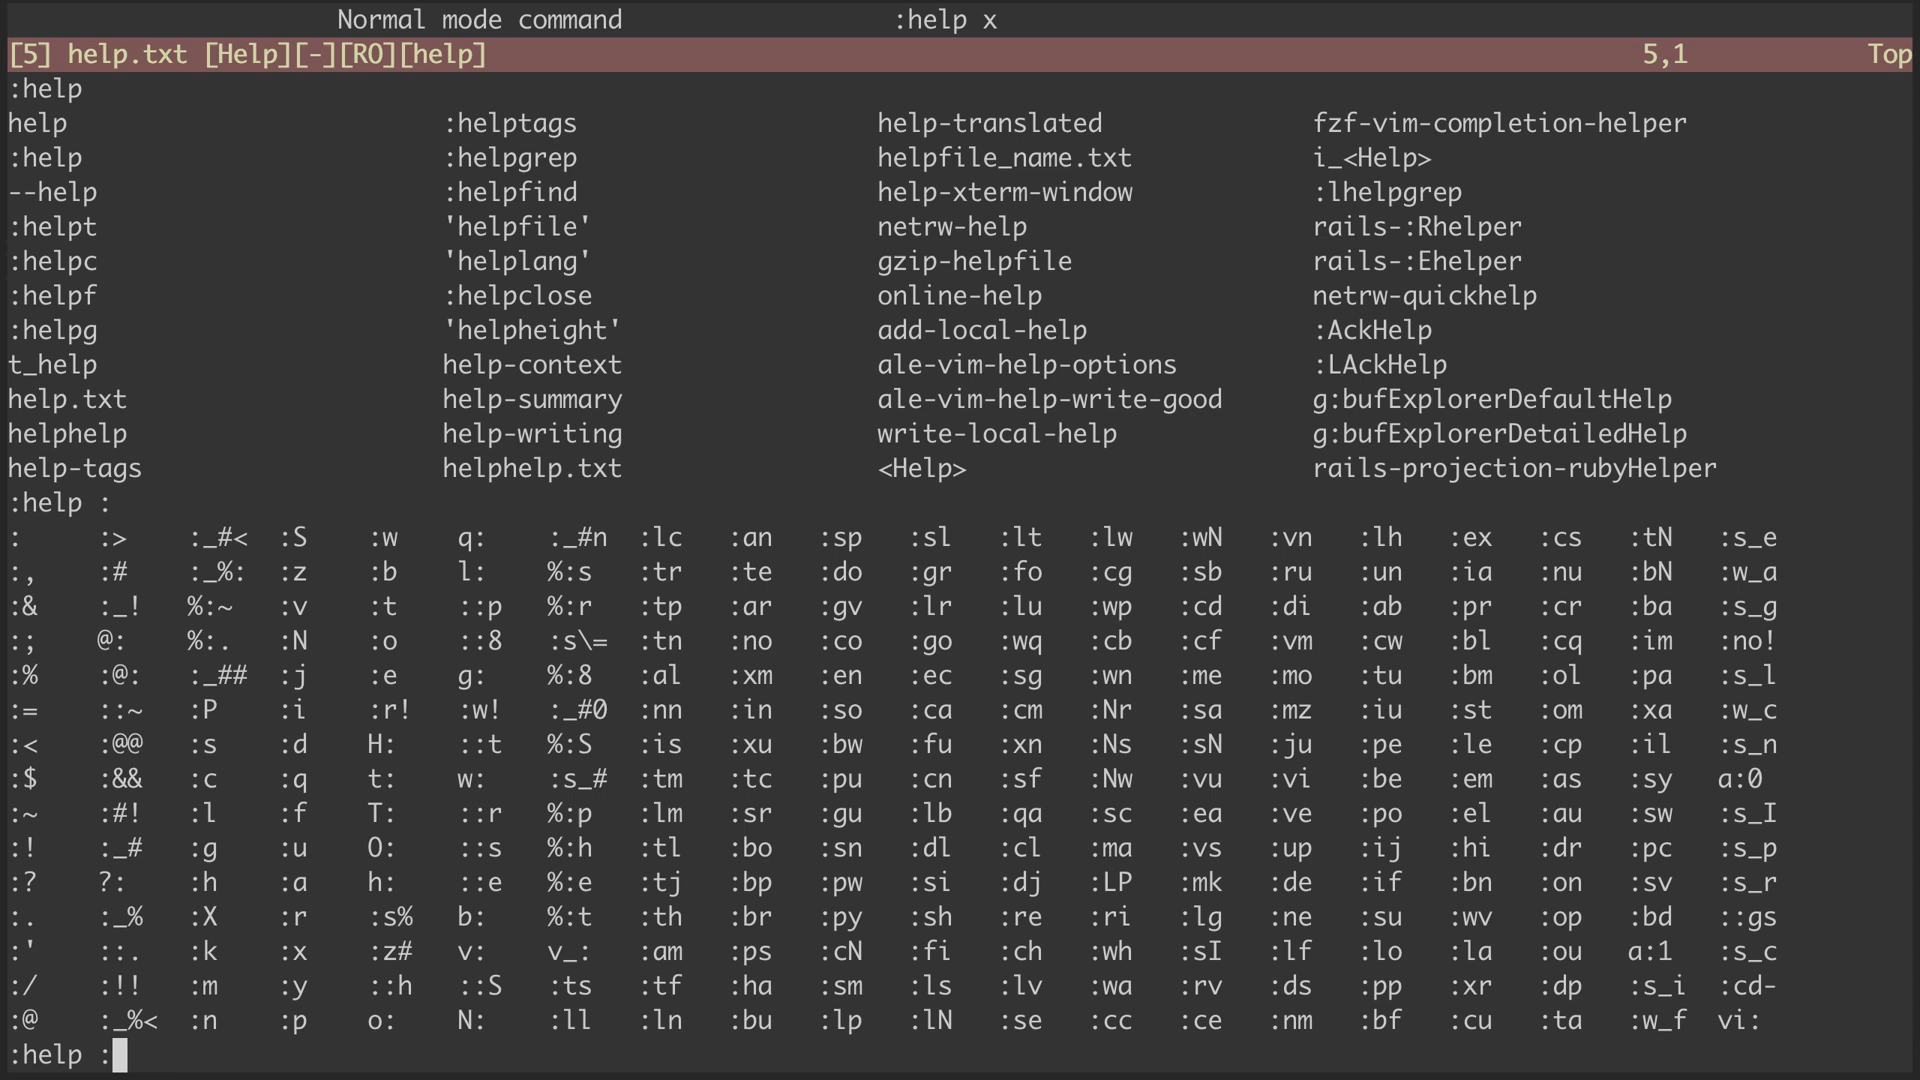 Normal mode command :help x
[5] help.txt [Help][-][RO][help] 5,1 Top
:help
help :helptags help-translated fzf-vim-completion-helper
:help :helpgrep helpfile_name.txt i_<Help>
--help :helpfind help-xterm-window :lhelpgrep
:helpt 'helpfile' netrw-help rails-:Rhelper
:helpc 'helplang' gzip-helpfile rails-:Ehelper
:helpf :helpclose online-help netrw-quickhelp
:helpg 'helpheight' add-local-help :AckHelp
t_help help-context ale-vim-help-options :LAckHelp
help.txt help-summary ale-vim-help-write-good g:bufExplorerDefaultHelp
helphelp help-writing write-local-help g:bufExplorerDetailedHelp
help-tags helphelp.txt <Help> rails-projection-rubyHelper
:help :
: :> :_#< :S :w q: :_#n :lc :an :sp :sl :lt :lw :wN :vn :lh :ex :cs :tN :s_e
:, :# :_%: :z :b l: %:s :tr :te :do :gr :fo :cg :sb :ru :un :ia :nu :bN :w_a
:& :_! %:~ :v :t ::p %:r :tp :ar :gv :lr :lu :wp :cd :di :ab :pr :cr :ba :s_g
:; @: %:. :N :o ::8 :s\= :tn :no :co :go :wq :cb :cf :vm :cw :bl :cq :im :no!
:% :@: :_## :j :e g: %:8 :al :xm :en :ec :sg :wn :me :mo :tu :bm :ol :pa :s_l
:= ::~ :P :i :r! :w! :_#0 :nn :in :so :ca :cm :Nr :sa :mz :iu :st :om :xa :w_c
:< :@@ :s :d H: ::t %:S :is :xu :bw :fu :xn :Ns :sN :ju :pe :le :cp :il :s_n
:$ :&& :c :q t: w: :s_# :tm :tc :pu :cn :sf :Nw :vu :vi :be :em :as :sy a:0
:~ :#! :l :f T: ::r %:p :lm :sr :gu :lb :qa :sc :ea :ve :po :el :au :sw :s_I
:! :_# :g :u O: ::s %:h :tl :bo :sn :dl :cl :ma :vs :up :ij :hi :dr :pc :s_p
:? ?: :h :a h: ::e %:e :tj :bp :pw :si :dj :LP :mk :de :if :bn :on :sv :s_r
:. :_% :X :r :s% b: %:t :th :br :py :sh :re :ri :lg :ne :su :wv :op :bd ::gs
:' ::. :k :x :z# v: v_: :am :ps :cN :fi :ch :wh :sI :lf :lo :la :ou a:1 :s_c
:/ :!! :m :y ::h ::S :ts :tf :ha :sm :ls :lv :wa :rv :ds :pp :xr :dp :s_i :cd-
:@ :_%< :n :p o: N: :ll :ln :bu :lp :lN :se :cc :ce :nm :bf :cu :ta :w_f vi:
:help :